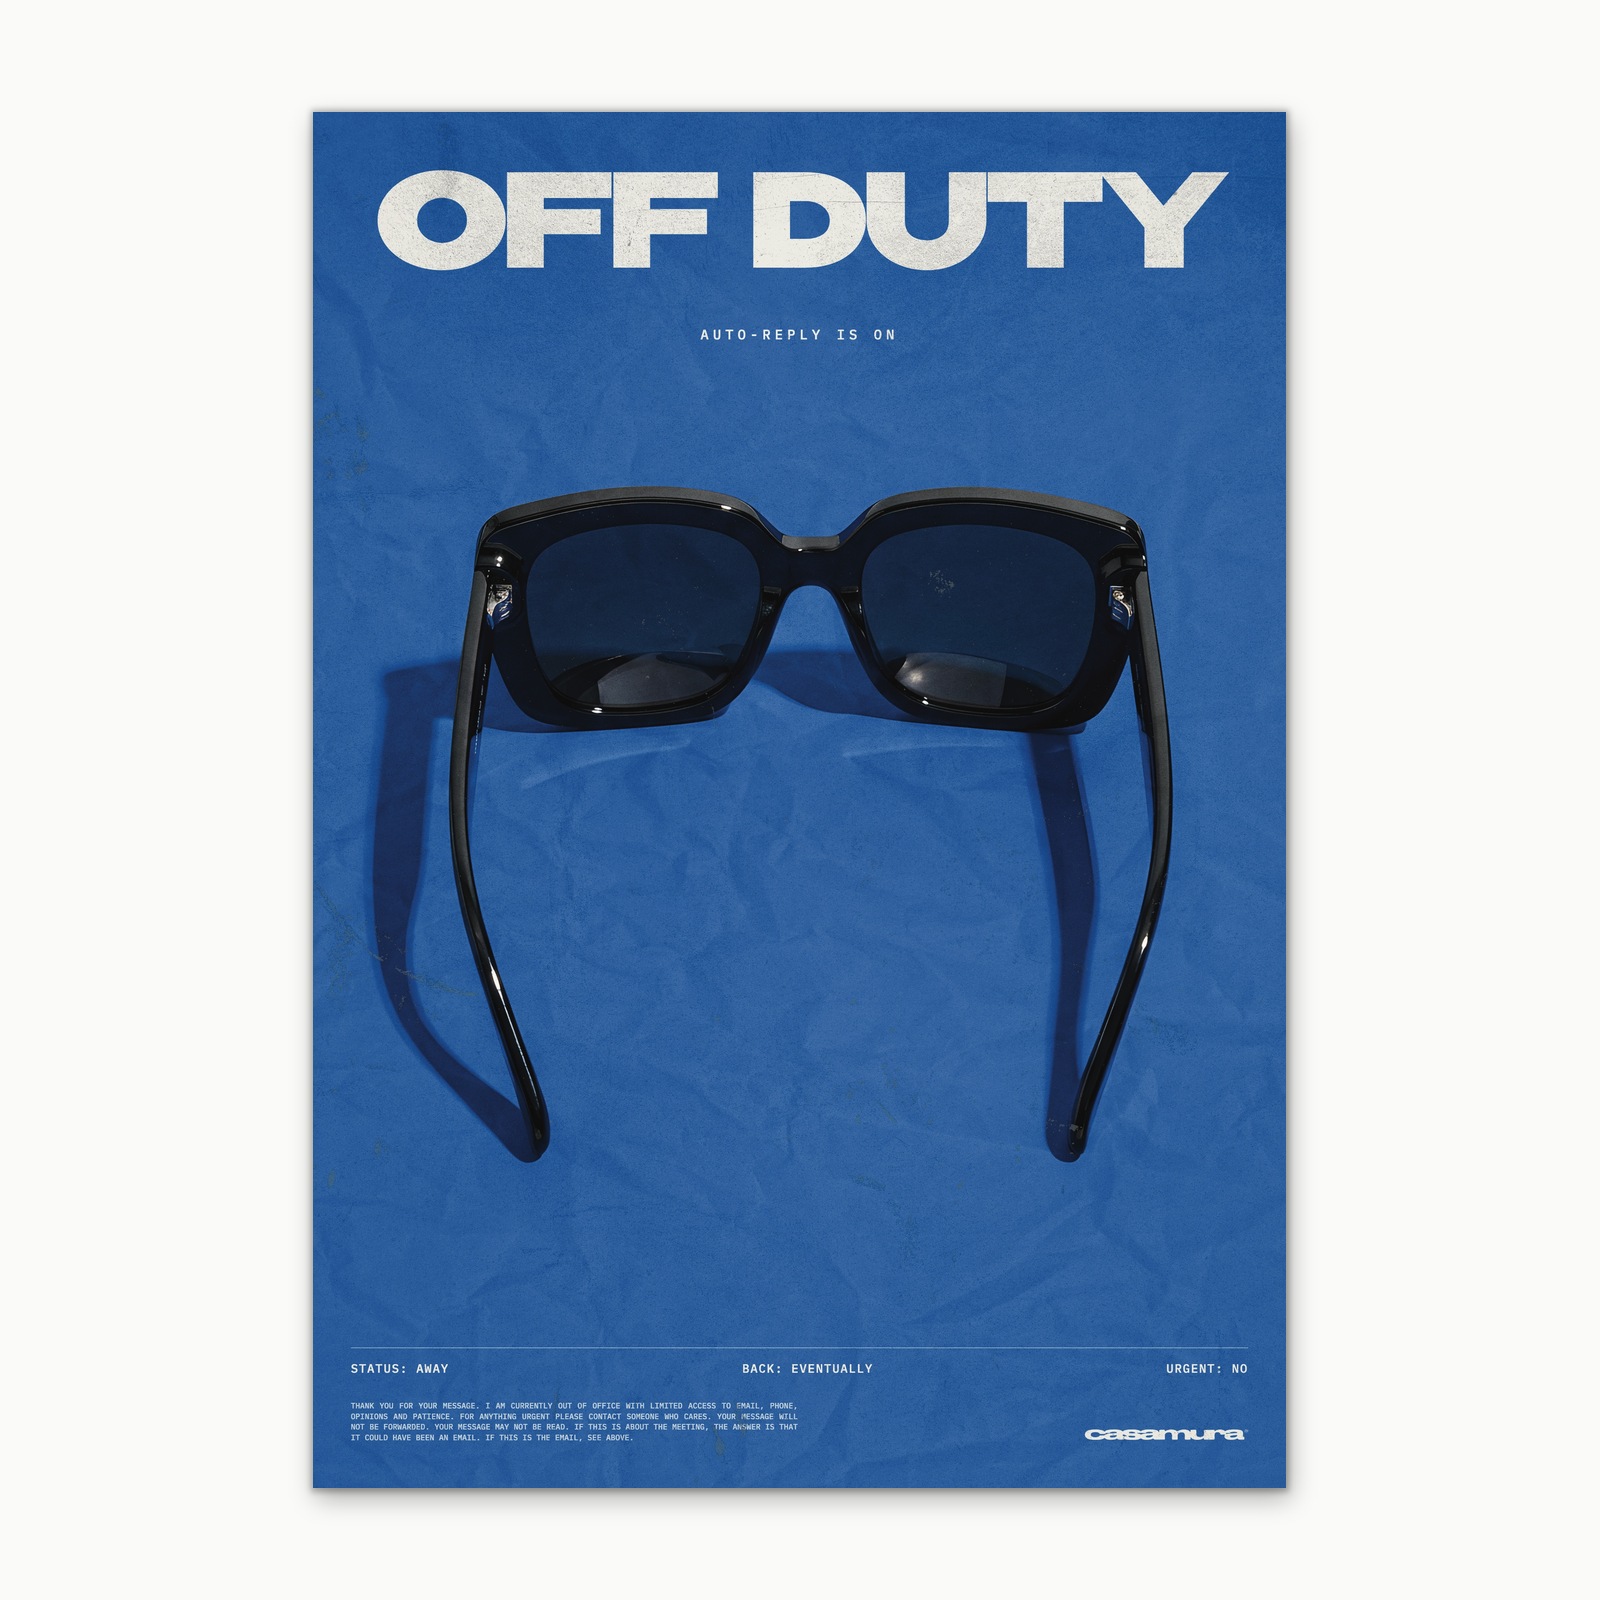 OFF DUTY
AUTO-REPLY IS ON
STATUS: AWAY
BACK: EVENTUALLY
URGENT: NO
THANK YOU FOR YOUR MESSAGE. I AM CURRENTLY OUT OF OFFICE WITH LIMITED ACCESS TO EMAIL, PHONE,
OPINIONS AND PATIENCE. FOR ANYTHING URGENT PLEASE CONTACT SOMEONE WHO CARES. YOUR MESSAGE WILL
NOT BE FORWARDED. YOUR MESSAGE MAY NOT BE READ. IF THIS IS ABOUT THE MEETING, THE ANSWER IS THAT
IT COULD HAVE BEEN AN EMAIL. IF THIS IS THE EMAIL, SEE ABOVE.
casamura